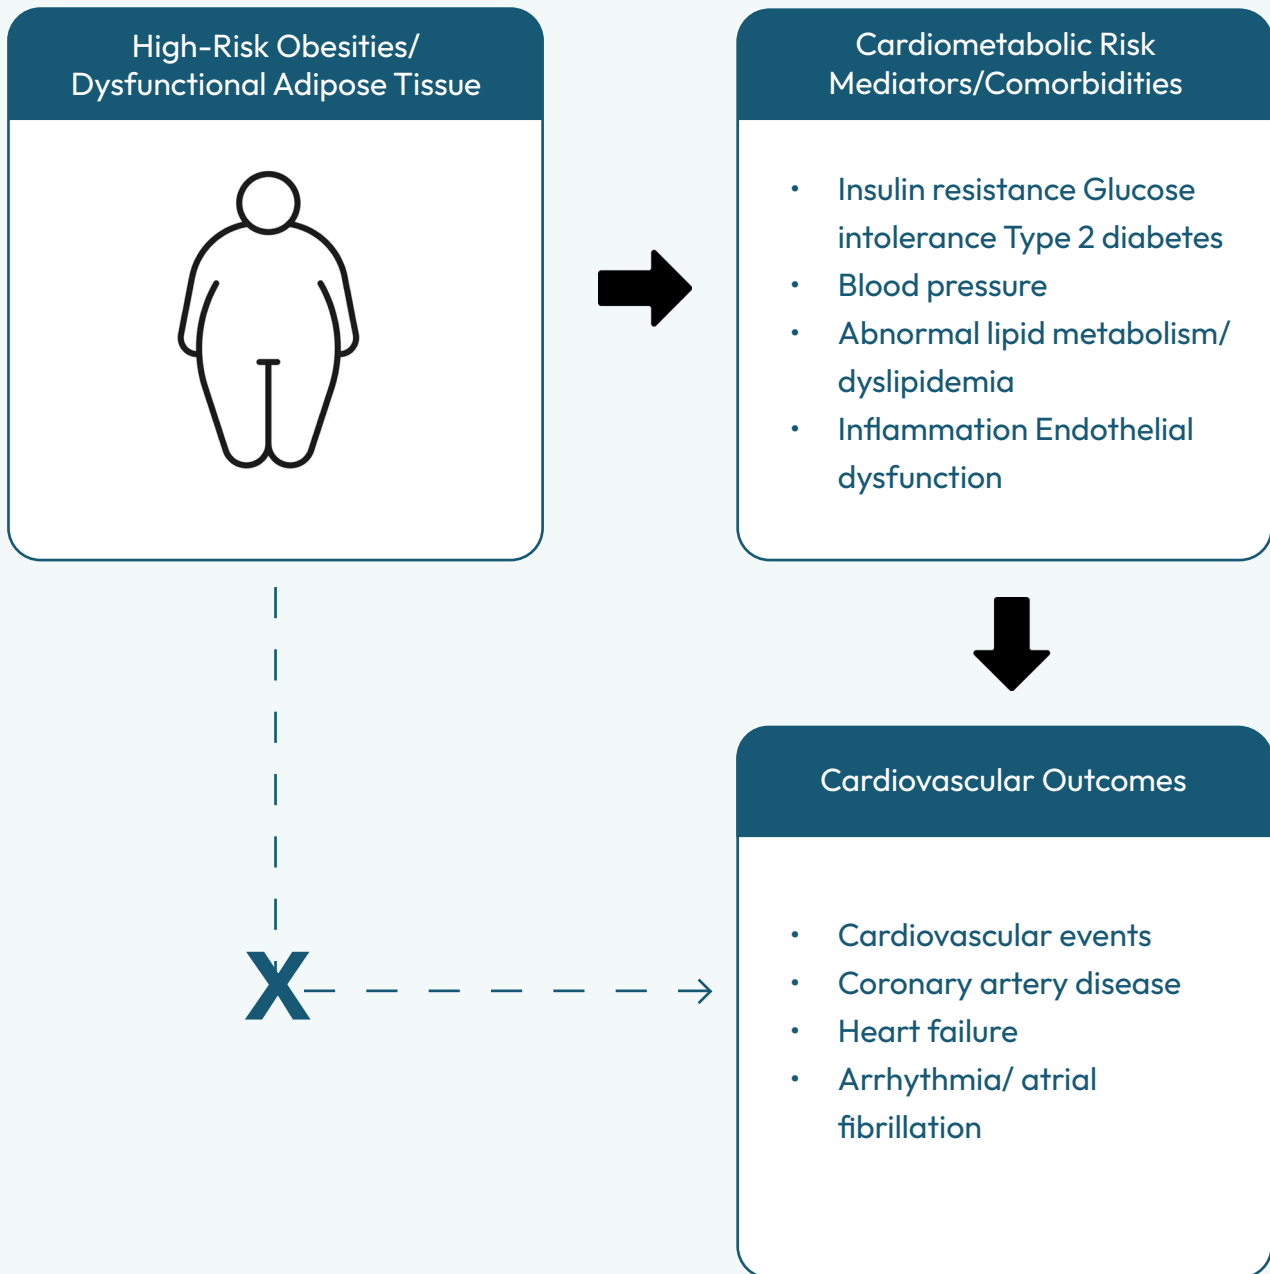 High-Risk Obesities/
Dysfunctional Adipose Tissue
Cardiometabolic Risk
Mediators/Comorbidities
• Insulin resistance Glucose
intolerance Type 2 diabetes
• Blood pressure
• Abnormal lipid metabolism/
dyslipidemia
• Inflammation Endothelial
dysfunction
X
Cardiovascular Outcomes
• Cardiovascular events
• Coronary artery disease
• Heart failure
• Arrhythmia/ atrial
fibrillation